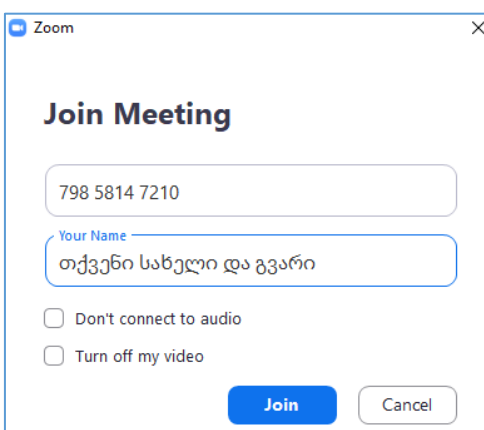 Zoom
Join Meeting
798 5814 7210
Your Name
თქვენი სახელი და გვარი
Don't connect to audio
Turn off my video
Join Cancel